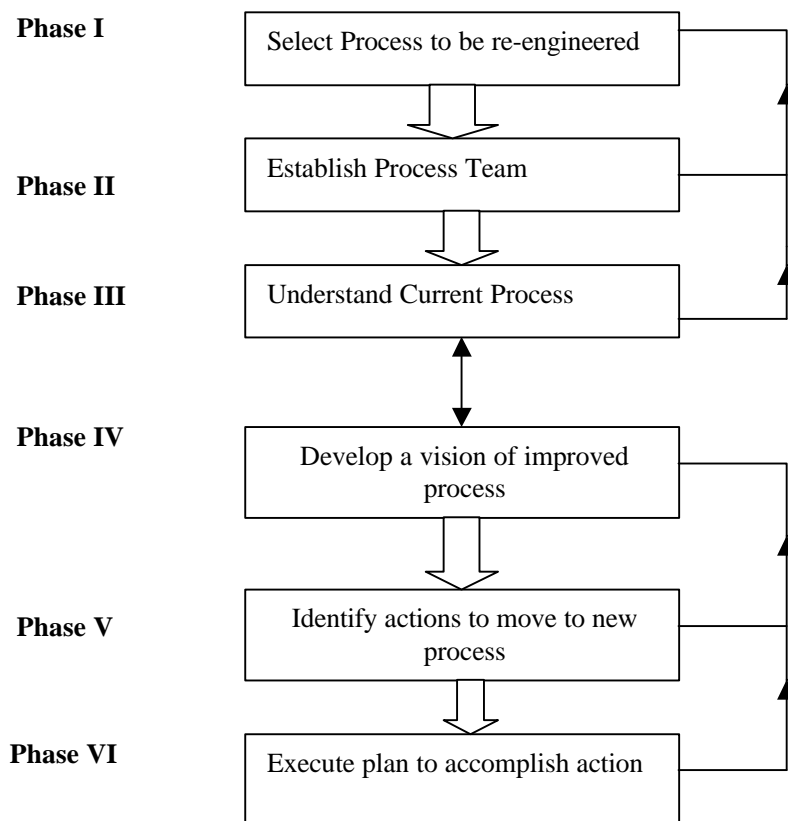 Phase I
Select Process to be re-engineered
Establish Process Team
Phase II
Understand Current Process
Phase III
Phase IV
Develop a vision of improved
process
Phase V
Identify actions to move to new
process
Phase VI
Execute plan to accomplish action